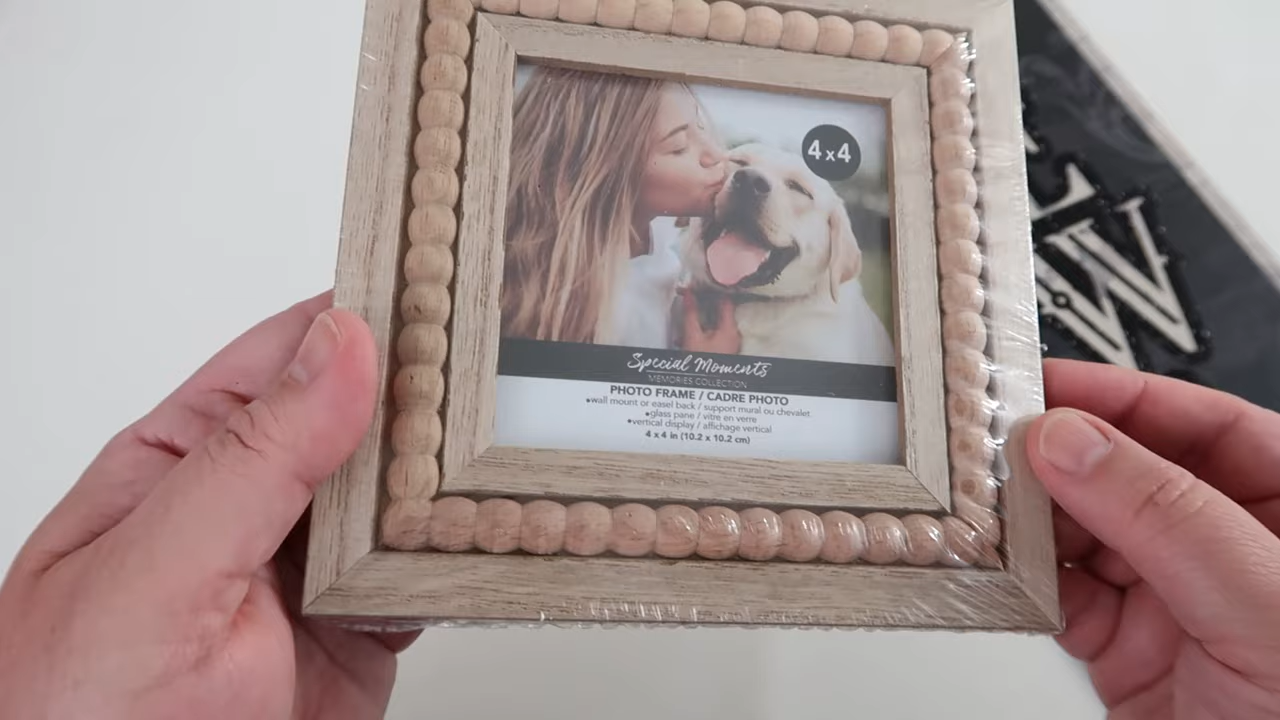 4x4
Special Moments
MEMORIES COLLECTION
PHOTO FRAME / CADRE PHOTO
•wall mount or easel back / support mural ou chevalet
•glass pane / vitre en verre
•vertical display / affichage vertical
4 x 4 in (10.2 x 10.2 cm)
W